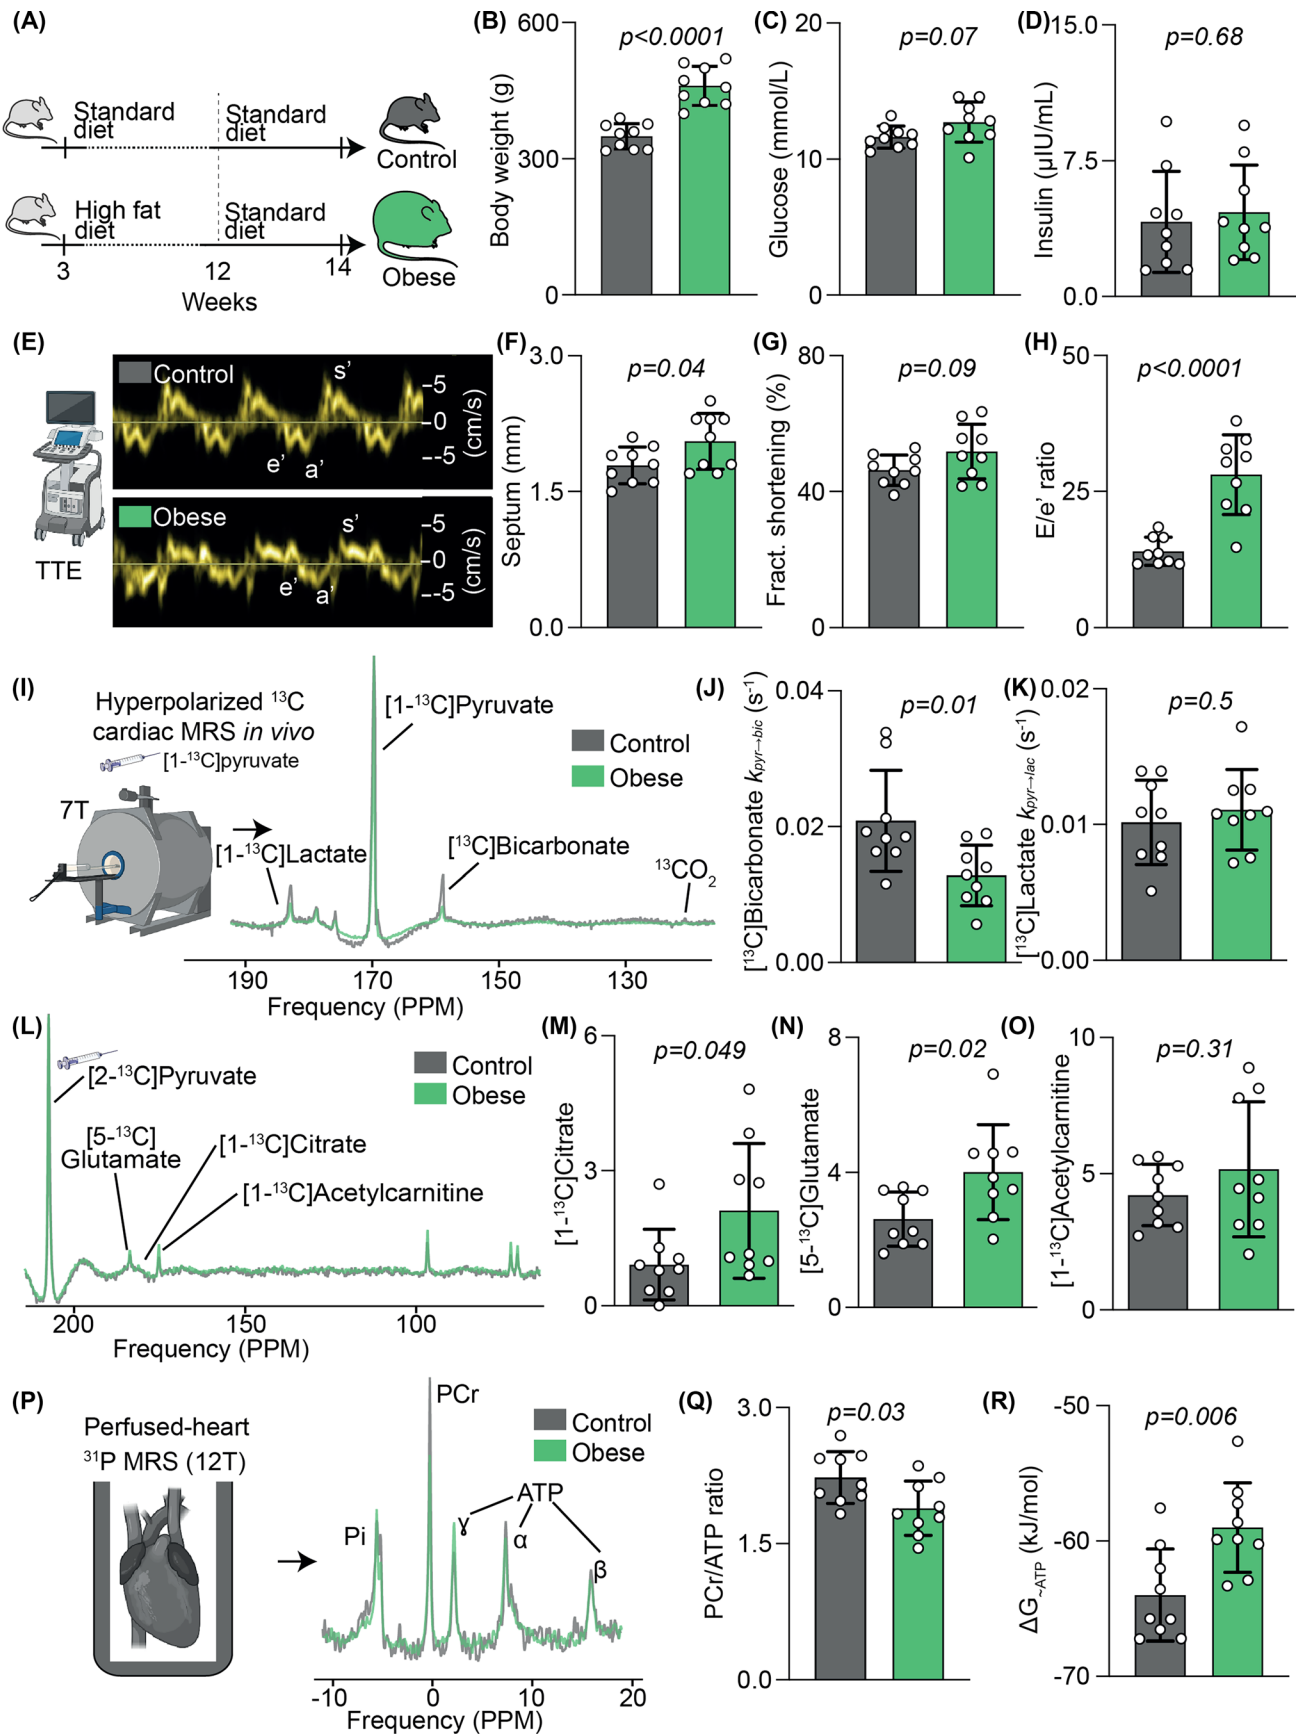 (A)
Standard
diet
Standard
diet
Control
High fat
diet
Standard
diet
Obese
3
12
14
Weeks
(B)
p<0.0001
Body weight (g)
600
300
0
(C)
p=0.07
Glucose (mmol/L)
20
10
0
(D)
p=0.68
Insulin (µIU/mL)
15.0
7.5
0.0
(E)
TTE
Control
s’
e’
a’
5
0
-5
(cm/s)
Obese
s’
e’
a’
5
0
-5
(cm/s)
(F)
p=0.04
Septum (mm)
3.0
1.5
0.0
(G)
p=0.09
Fract. shortening (%)
80
40
0
(H)
p<0.0001
E/e’ ratio
50
25
0
(I)
Hyperpolarized ¹³C
cardiac MRS in vivo
[1-¹³C]pyruvate
7T
[1-¹³C]Pyruvate
Control
Obese
[1-¹³C]Lactate
[¹³C]Bicarbonate
¹³CO₂
190
170
150
130
Frequency (PPM)
(J)
p=0.01
[¹³C]Bicarbonate kpyr→bic (s⁻¹)
0.04
0.02
0.00
(K)
p=0.5
[¹³C]Lactate kpyr→lac (s⁻¹)
0.02
0.01
0.00
(L)
[2-¹³C]Pyruvate
Control
Obese
[5-¹³C]
Glutamate
[1-¹³C]Citrate
[1-¹³C]Acetylcarnitine
200
150
100
Frequency (PPM)
(M)
p=0.049
[1-¹³C]Citrate
6
3
0
(N)
p=0.02
[5-¹³C]Glutamate
8
4
0
(O)
p=0.31
[1-¹³C]Acetylcarnitine
10
5
0
(P)
Perfused-heart
³¹P MRS (12T)
PCr
Control
Obese
Pi
ATP
γ
α
β
-10
0
10
20
Frequency (PPM)
(Q)
p=0.03
PCr/ATP ratio
3.0
1.5
0.0
(R)
p=0.006
ΔG~ATP (kJ/mol)
-50
-60
-70